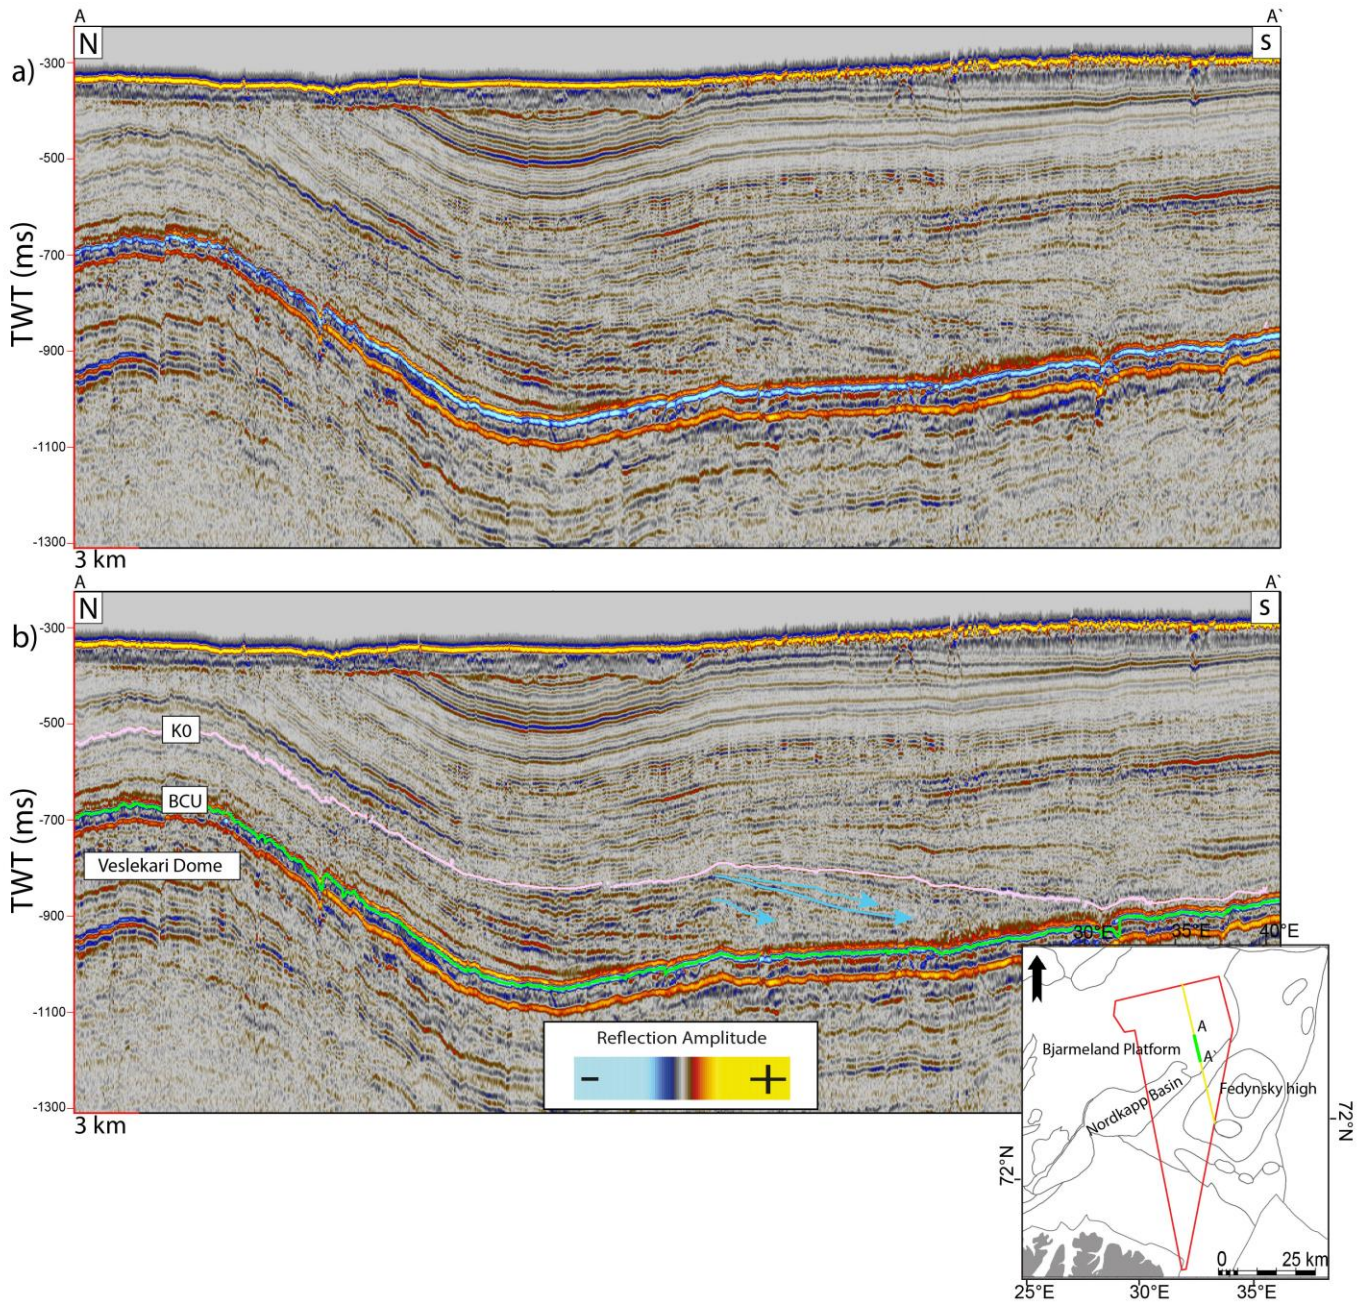 A A`
a) N S
-300
-500
TWT (ms)
-700
-900
-1100
-1300
3 km
A A`
b) N S
-300
-500
K0
TWT (ms)
-700
BCU
Veslekari Dome
-900
-1100
-1300
3 km
Reflection Amplitude
- +
30°E 35°E 40°E
A
Bjarmeland Platform A'
Fedynsky high
Nordkapp Basin
72°N
72°N
0 25 km
25°E 30°E 35°E